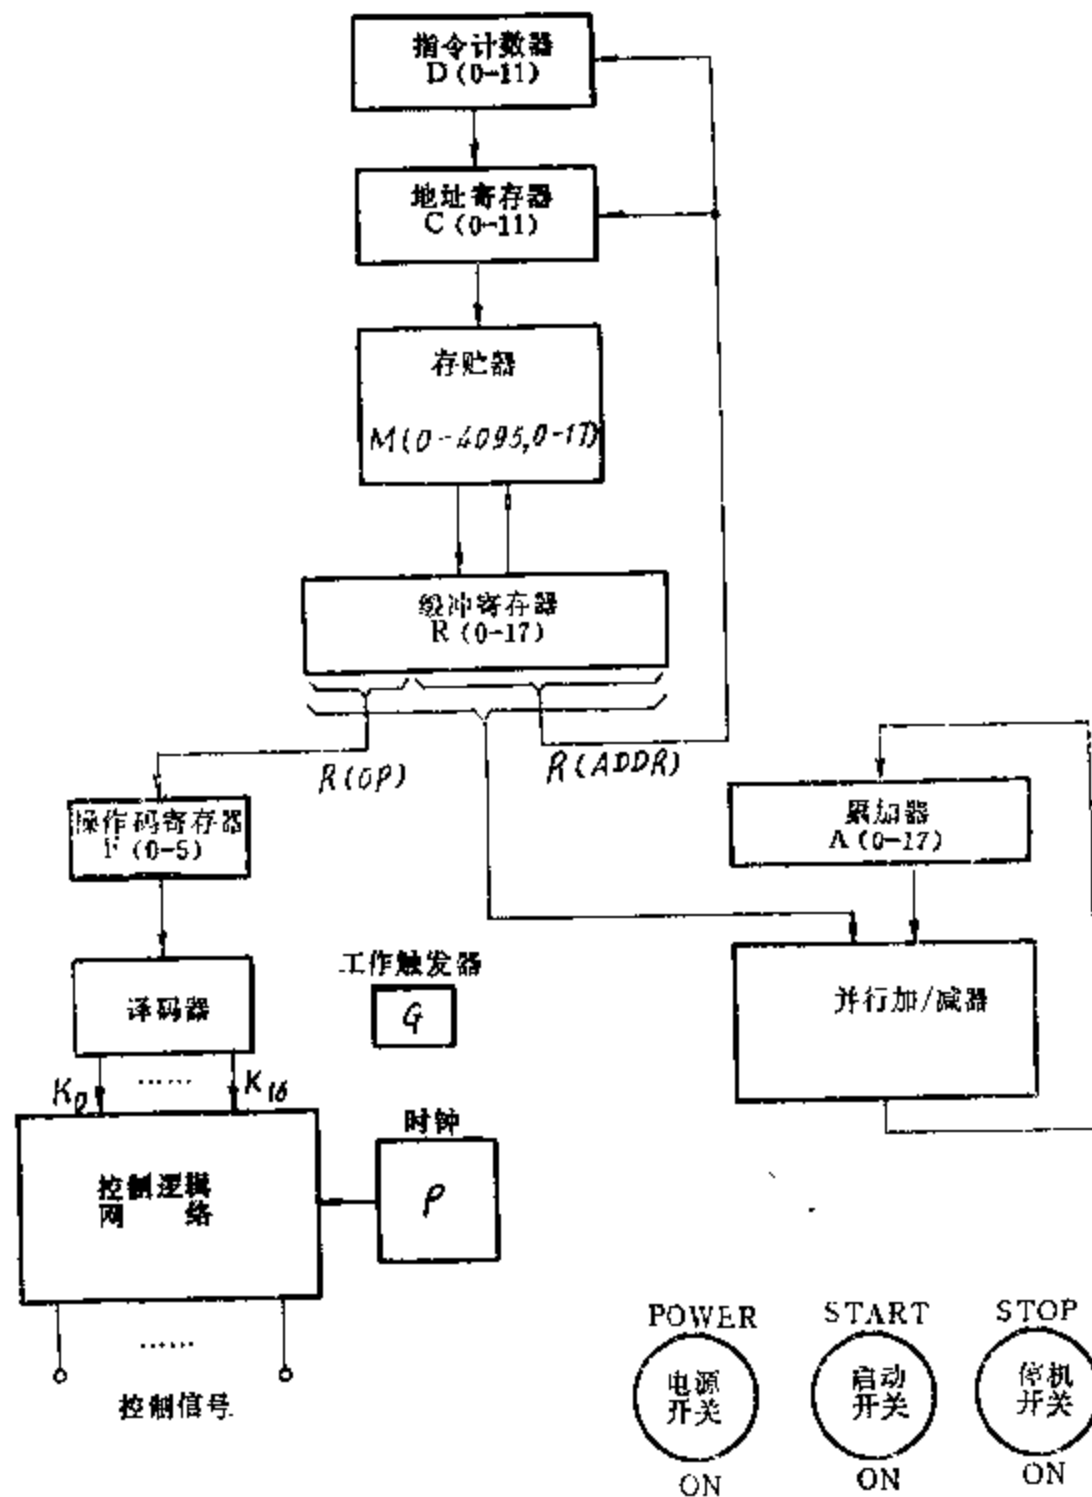 指令计数器
D(0-11)
地址寄存器
C(0-11)
存贮器
M(0-4095,0-17)
缓冲寄存器
R(0-17)
R(OP)
R(ADDR)
操作码寄存器
F(0-5)
累加器
A(0-17)
译码器
工作触发器
G
并行加/减器
K0
……
K16
时钟
P
控制逻辑
网络
……
控制信号
POWER
START
STOP
电源
开关
启动
开关
停机
开关
ON
ON
ON